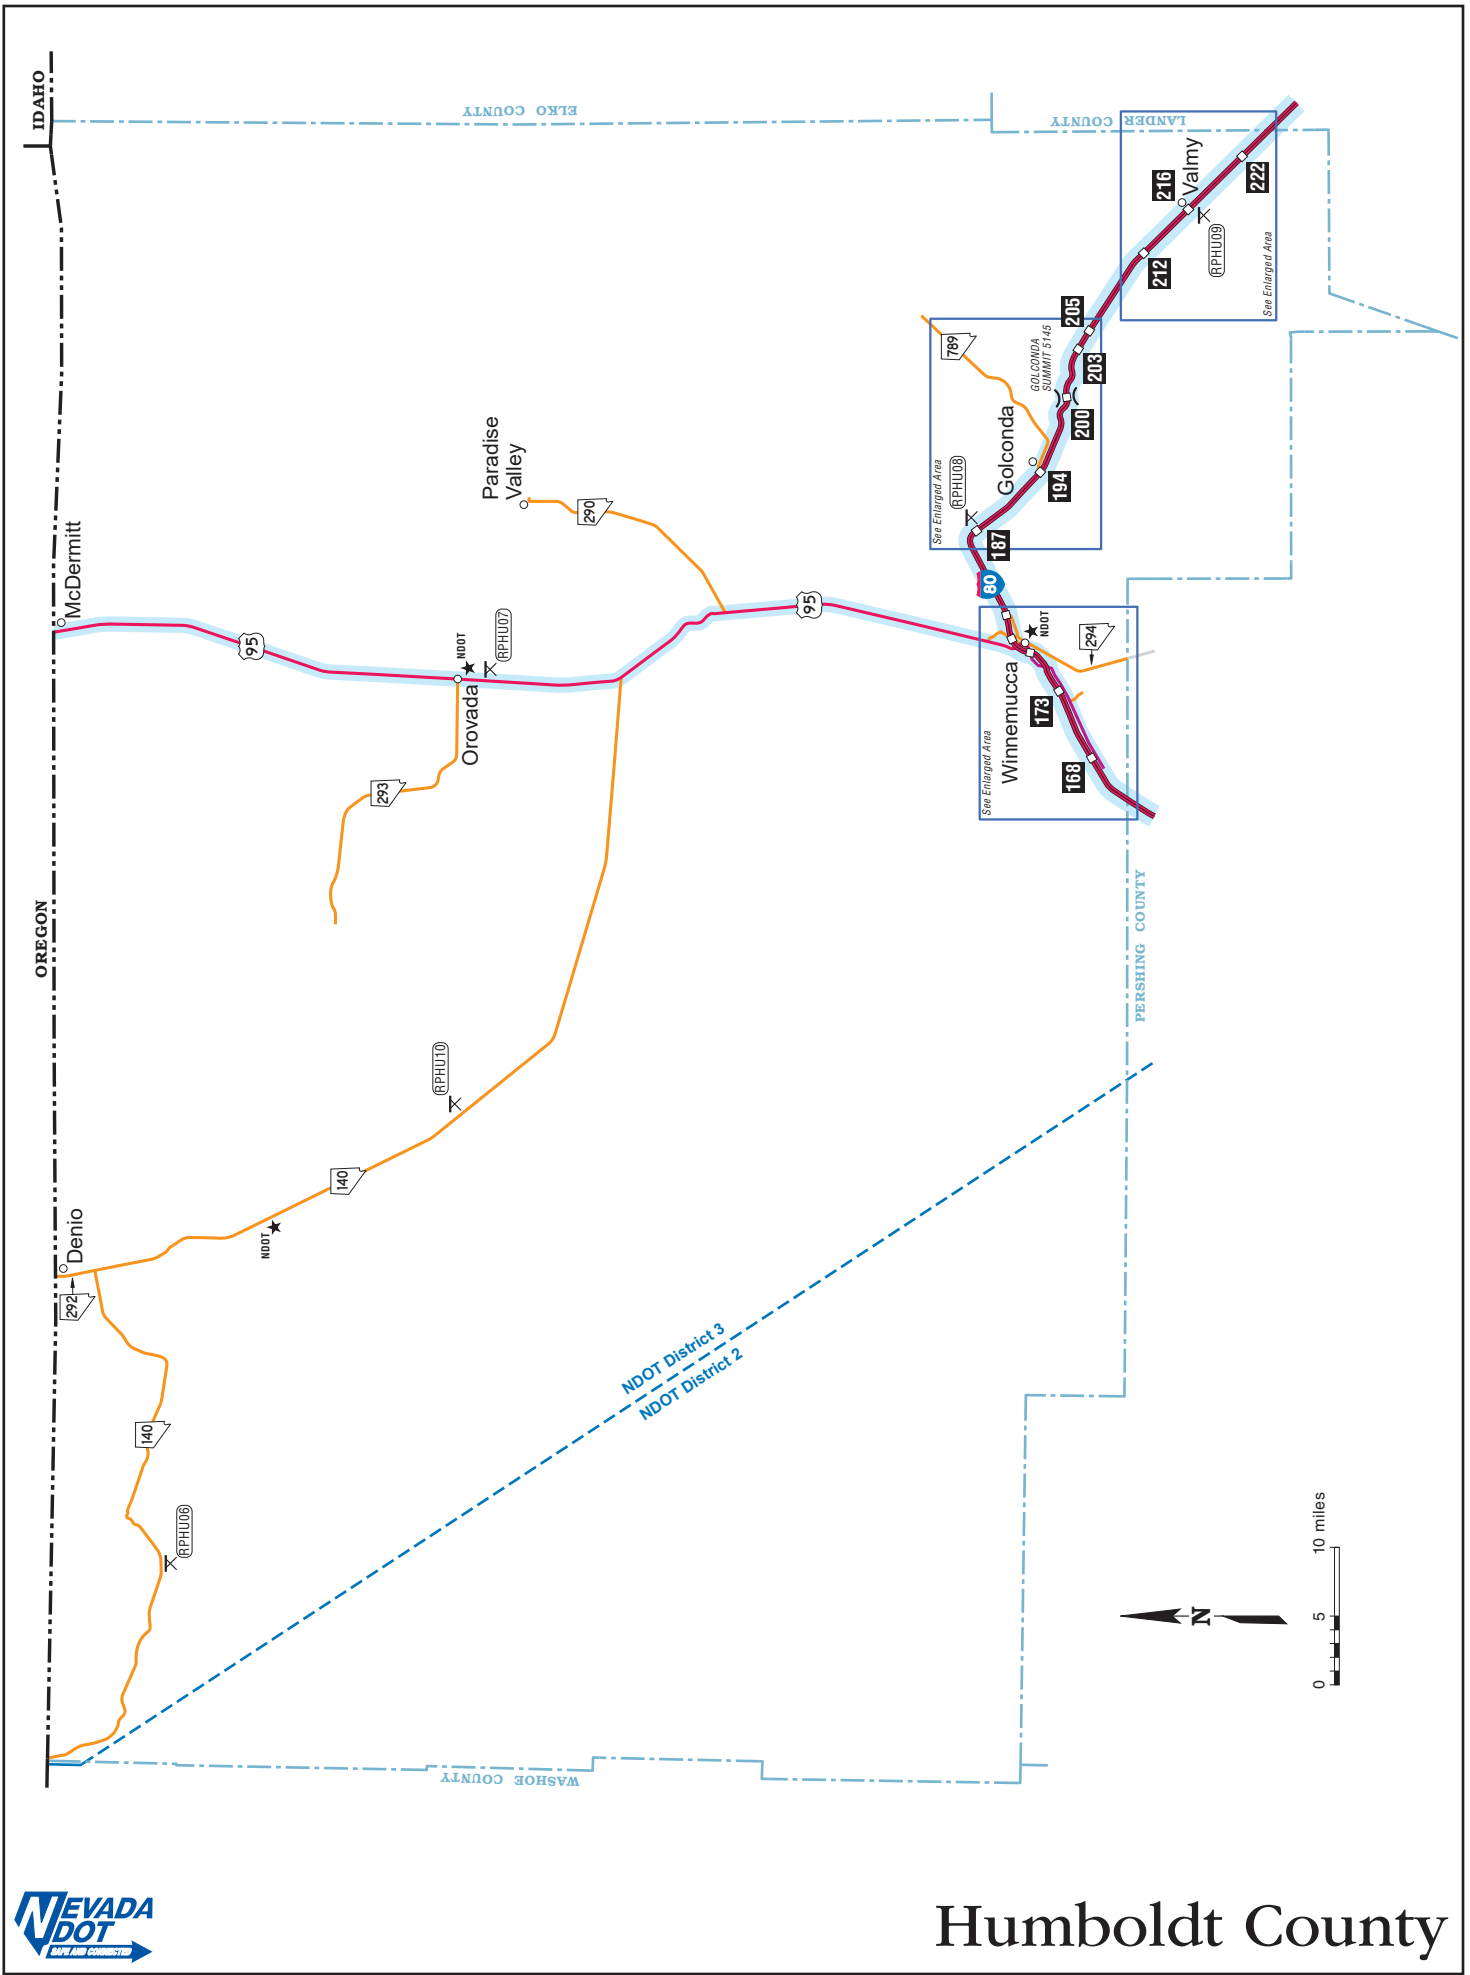 IDAHO
OREGON
ELKO COUNTY
LANDER COUNTY
PERSHING COUNTY
WASHOE COUNTY
McDermitt
95
NDOT
RPHU07
Orovada
293
Paradise
Valley
290
95
140
RPHU10
NDOT
Denio
292
140
RPHU06
NDOT District 3
NDOT District 2
See Enlarged Area
Winnemucca
NDOT
294
173
168
80
See Enlarged Area
RPHU08
187
Golconda
194
789
GOLCONDA
SUMMIT 5145
200
203
205
212
216
Valmy
RPHU09
222
See Enlarged Area
N
0 5 10 miles
NEVADA
DOT
SAFE AND CONNECTED
Humboldt County